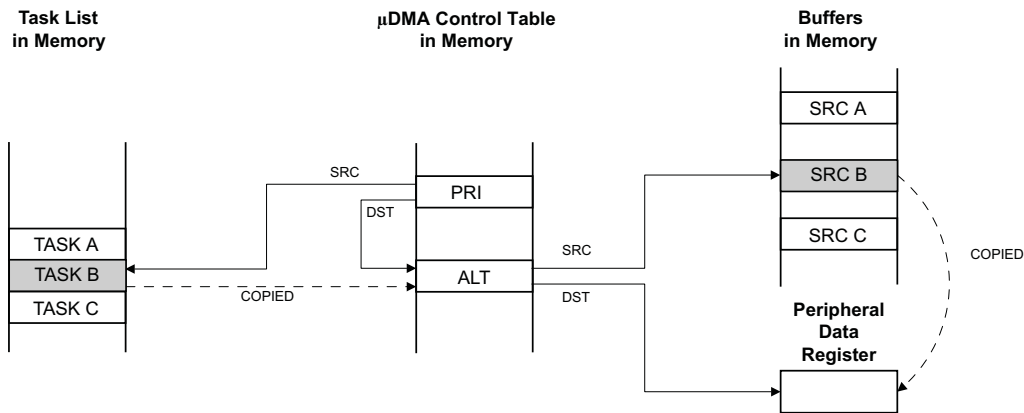 Task List
in Memory
µDMA Control Table
in Memory
Buffers
in Memory
SRC A
SRC
PRI
SRC B
DST
SRC C
TASK A
SRC
COPIED
TASK B
ALT
COPIED
DST
TASK C
Peripheral
Data
Register